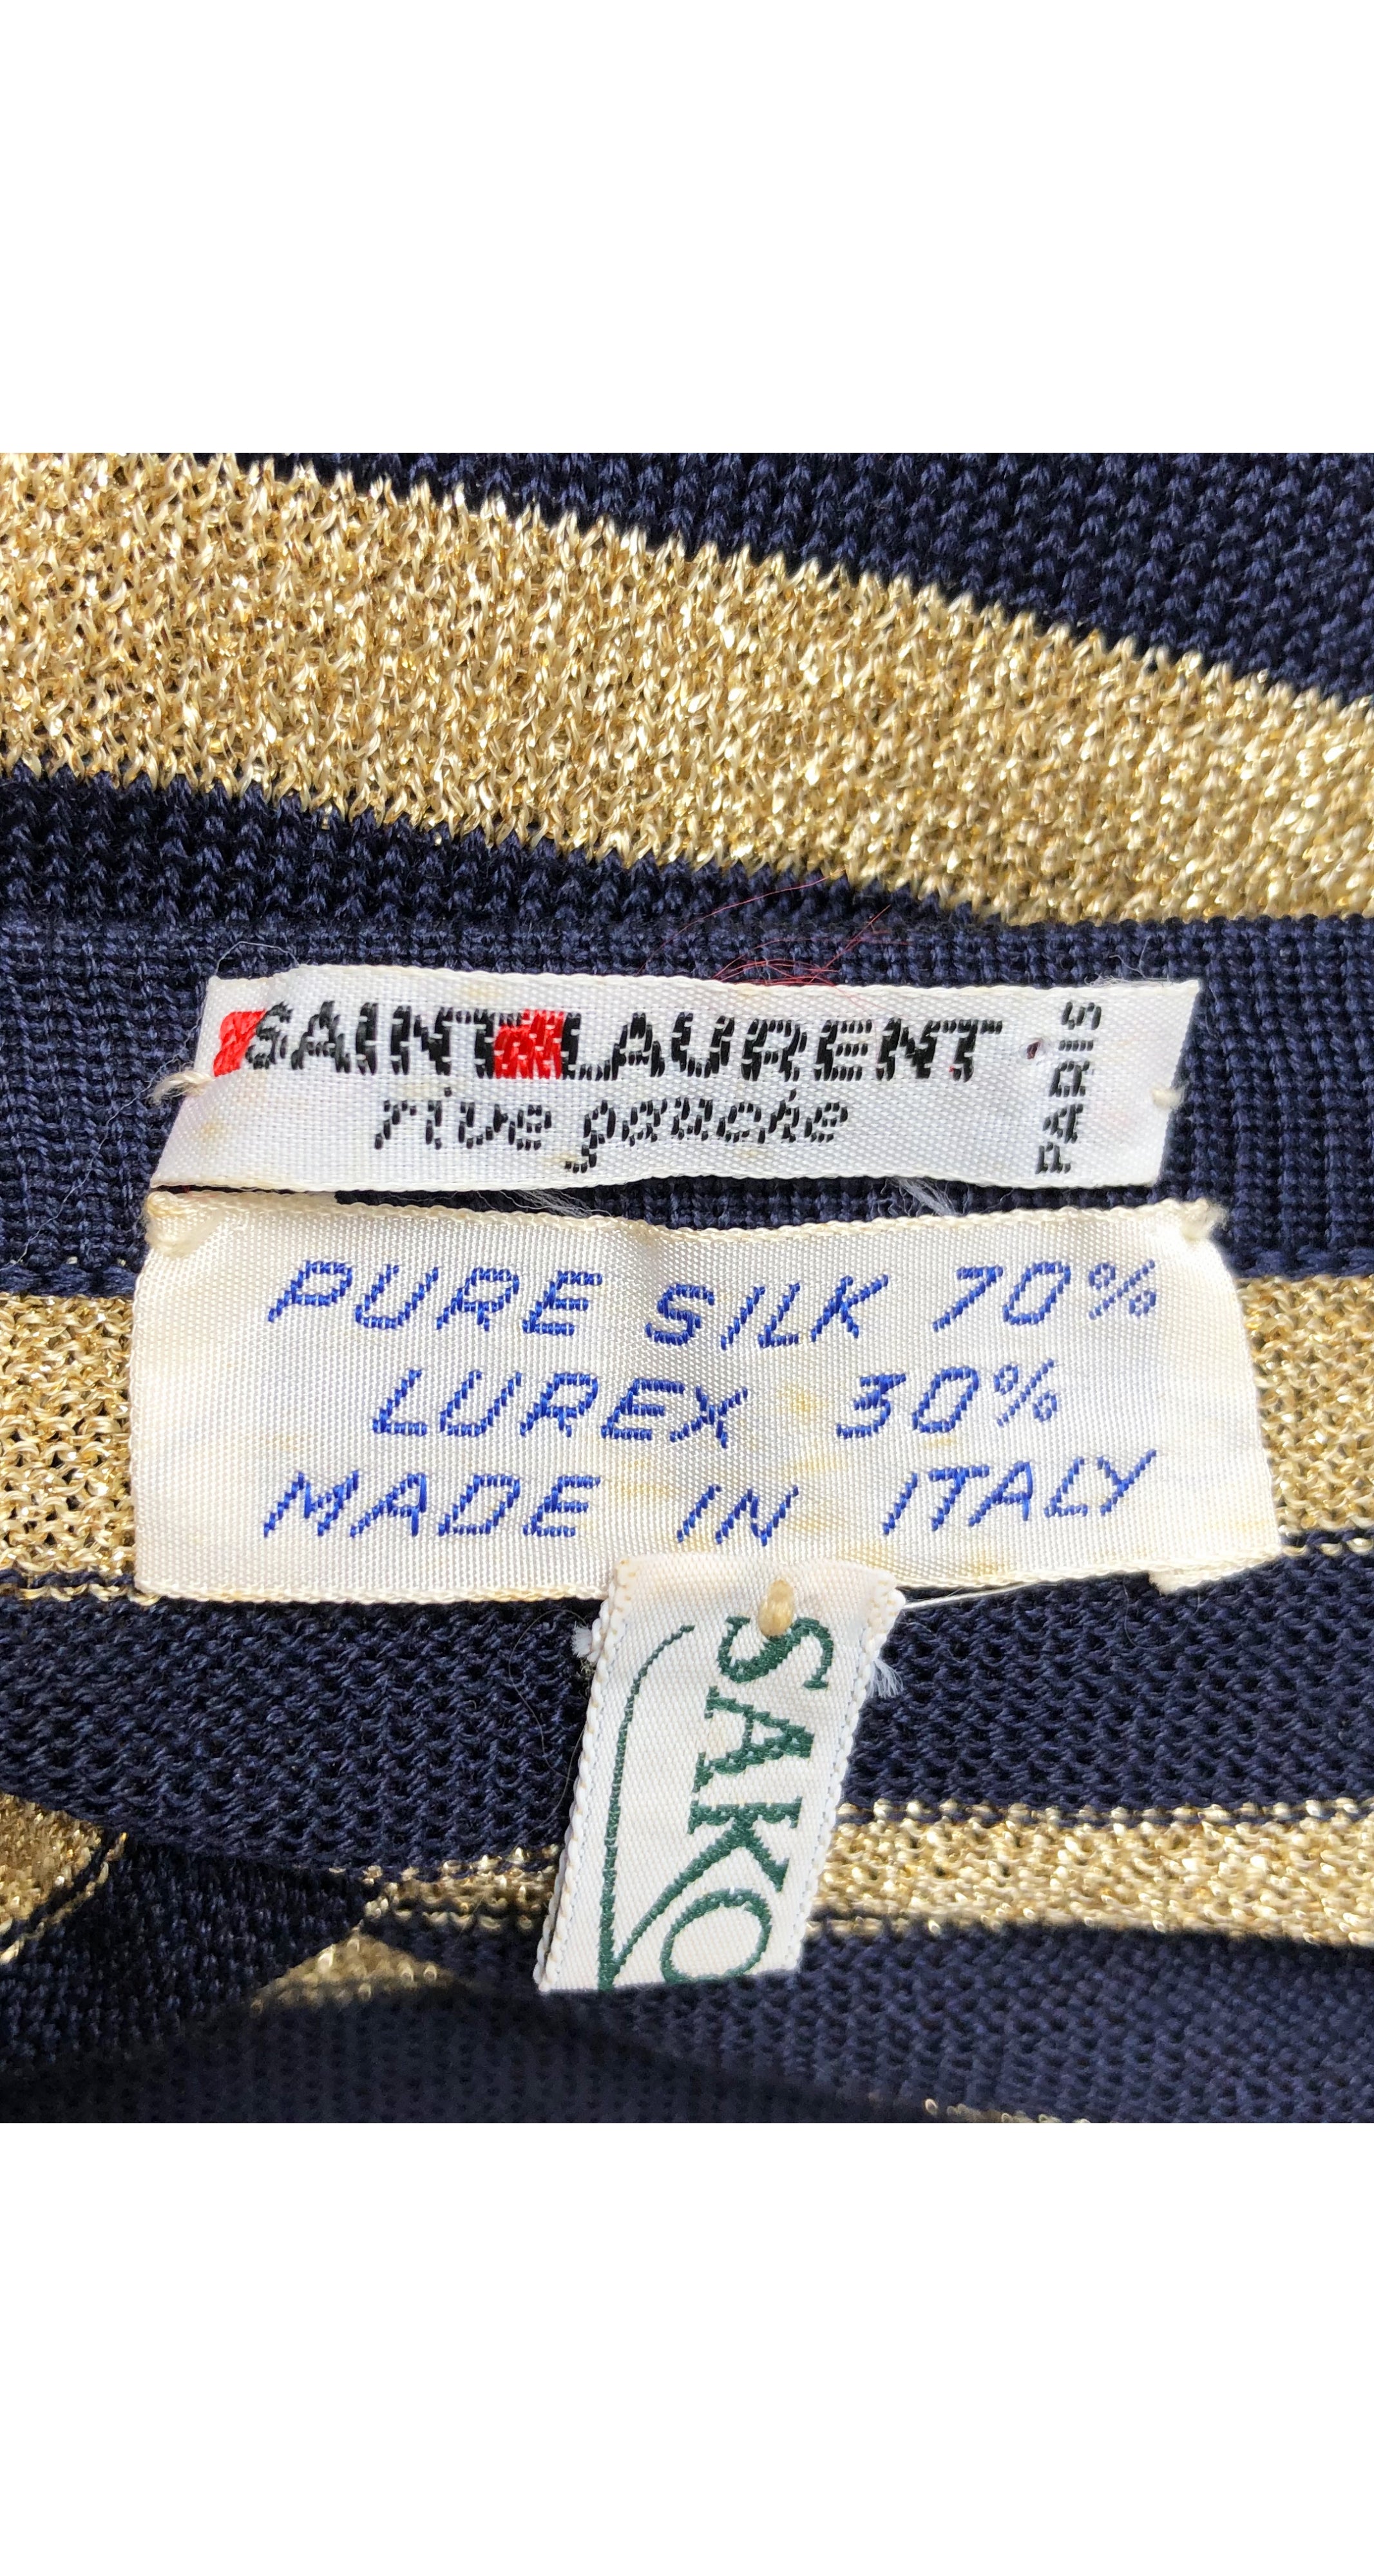 SAINT LAURENT
rive gauche
PARIS
PURE SILK 70%
LUREX 30%
MADE IN ITALY
SAKO